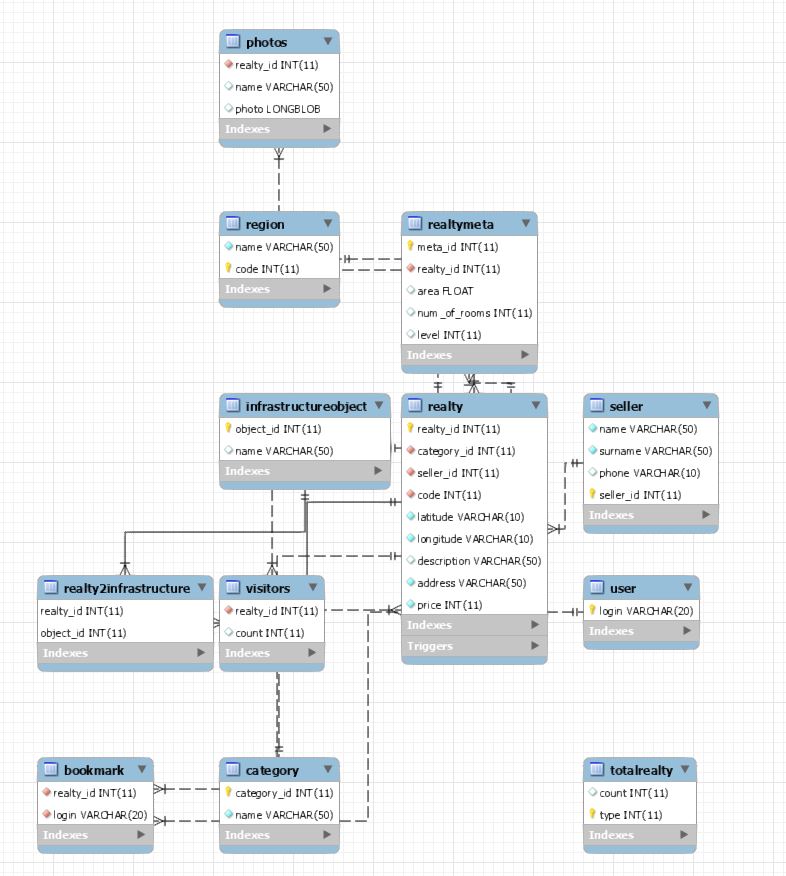 photos
realty_id INT(11)
name VARCHAR(50)
photo LONGBLOB
Indexes
region
name VARCHAR(50)
code INT(11)
Indexes
realtymeta
meta_id INT(11)
realty_id INT(11)
area FLOAT
num_of_rooms INT(11)
level INT(11)
Indexes
infrastructureobject
object_id INT(11)
name VARCHAR(50)
Indexes
realty
realty_id INT(11)
category_id INT(11)
seller_id INT(11)
code INT(11)
latitude VARCHAR(10)
longitude VARCHAR(10)
description VARCHAR(50)
address VARCHAR(50)
price INT(11)
Indexes
Triggers
seller
name VARCHAR(50)
surname VARCHAR(50)
phone VARCHAR(10)
seller_id INT(11)
Indexes
realty2infrastructure
realty_id INT(11)
object_id INT(11)
Indexes
visitors
realty_id INT(11)
count INT(11)
Indexes
user
login VARCHAR(20)
Indexes
bookmark
realty_id INT(11)
login VARCHAR(20)
Indexes
category
category_id INT(11)
name VARCHAR(50)
Indexes
totalrealty
count INT(11)
type INT(11)
Indexes